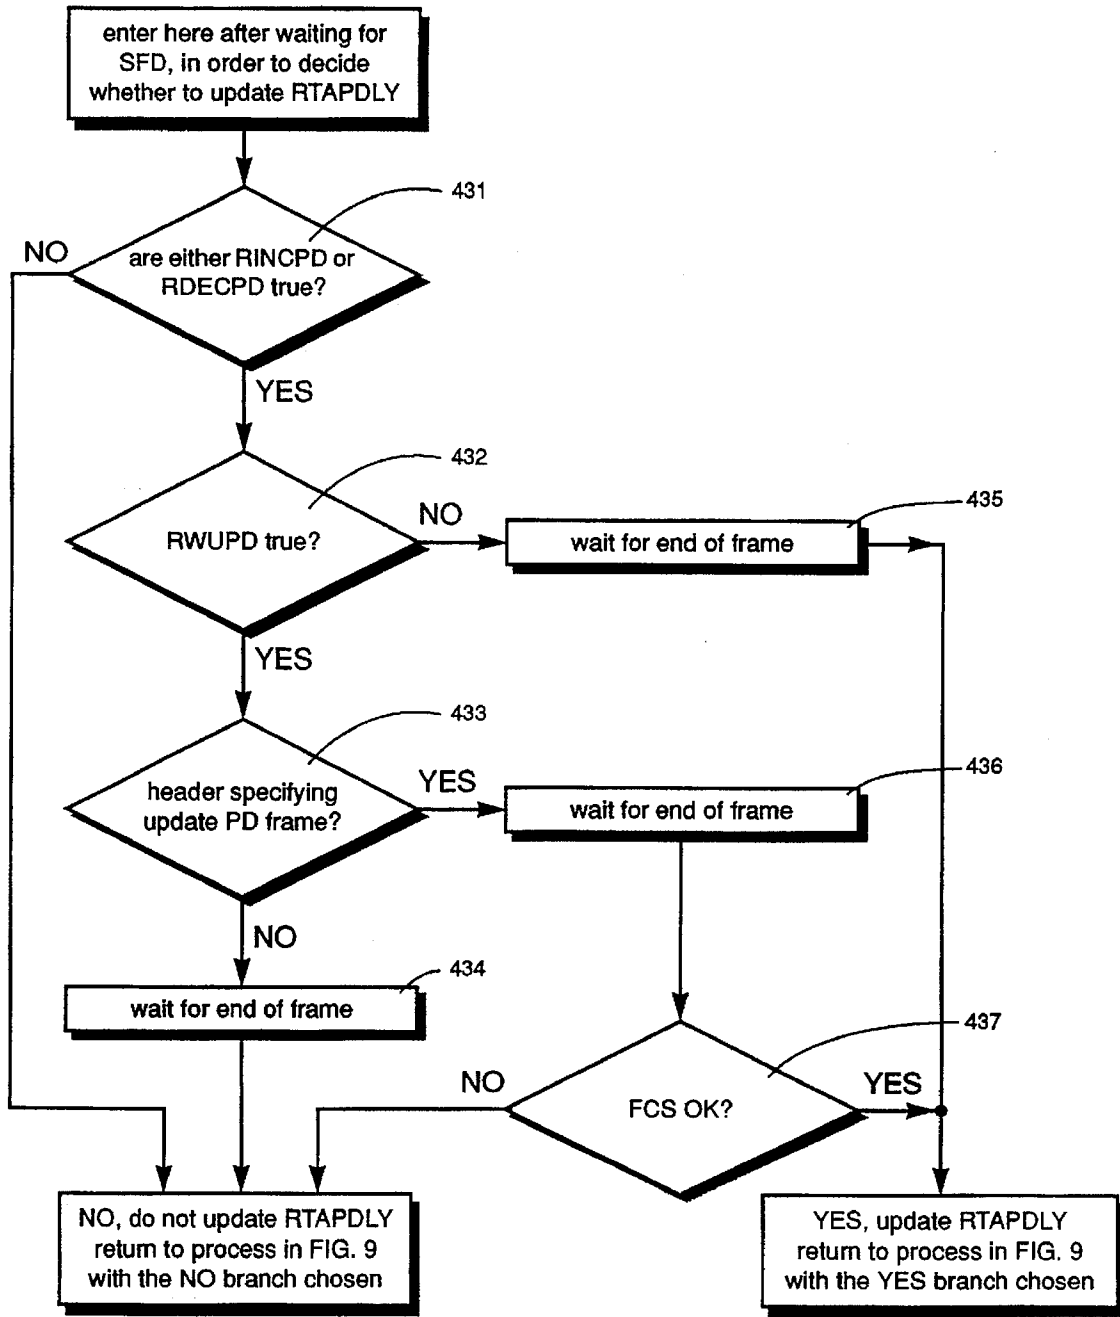 enter here after waiting for
SFD, in order to decide
whether to update RTAPDLY
431
NO
are either RINCPD or
RDECPD true?
YES
432
RWUPD true?
NO
435
wait for end of frame
YES
433
header specifying
update PD frame?
YES
436
wait for end of frame
NO
434
wait for end of frame
437
NO
FCS OK?
YES
NO, do not update RTAPDLY
return to process in FIG. 9
with the NO branch chosen
YES, update RTAPDLY
return to process in FIG. 9
with the YES branch chosen